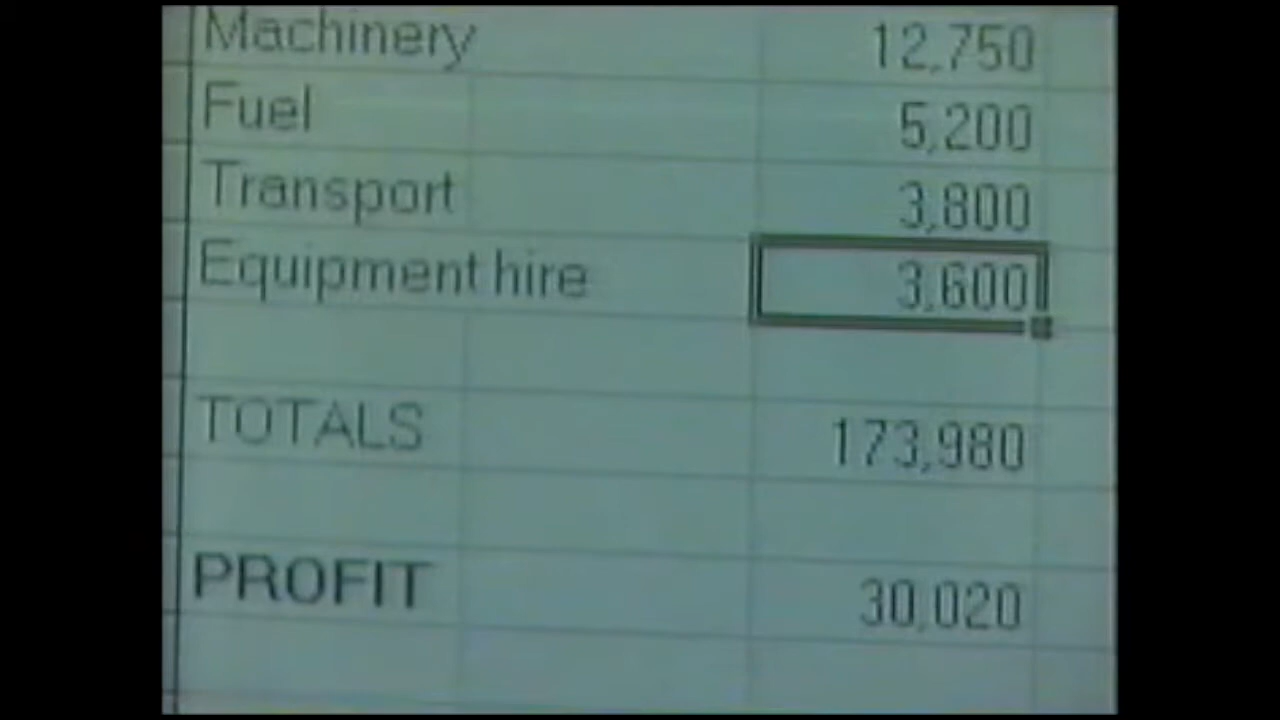 Machinery 12,750
Fuel 5,200
Transport 3,800
Equipment hire 3,600
TOTALS 173,980
PROFIT 30,020